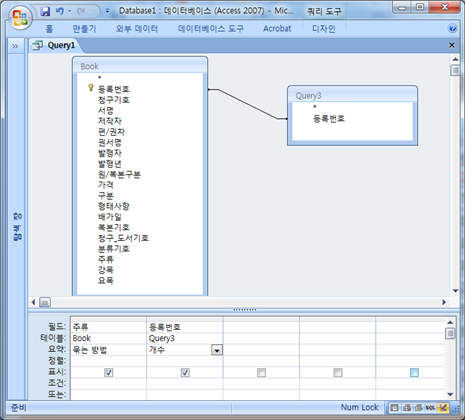 Database1 : 데이터베이스 (Access 2007) - Mic...
쿼리 도구
홈 만들기 외부 데이터 데이터베이스 도구 Acrobat 디자인
Query1
Book
*
등록번호
청구기호
서명
저작자
편/권차
권서명
발행자
발행년
원/복본구분
가격
구분
형태사항
배가일
복본기호
청구_도서기호
분류기호
주류
강목
요목
Query3
*
등록번호
탐색 창
필드: 주류 등록번호
테이블: Book Query3
요약: 묶는 방법 개수
정렬:
표시:
조건:
또는:
준비 Num Lock SQL